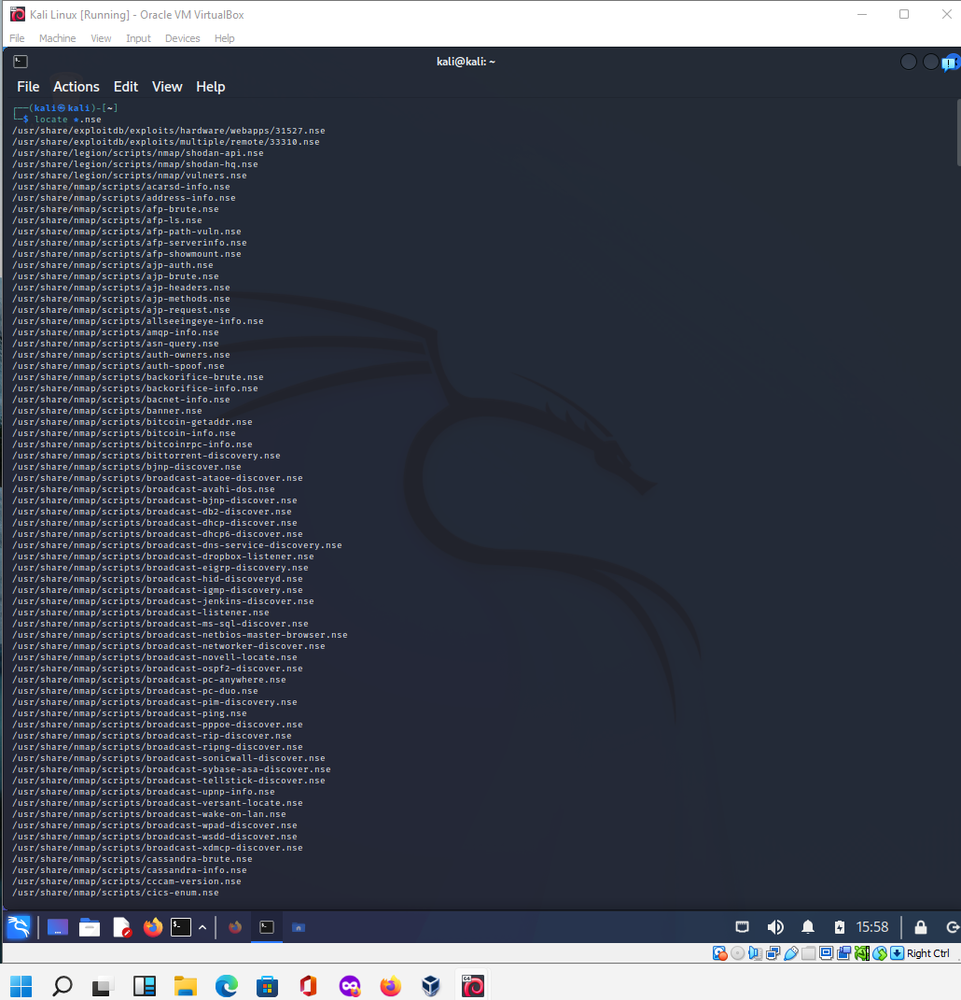 Kali Linux [Running] - Oracle VM VirtualBox
File Machine View Input Devices Help
kali@kali: ~
File Actions Edit View Help
┌──(kali㉿kali)-[~]
└─$ locate *.nse
/usr/share/exploitdb/exploits/hardware/webapps/31527.nse
/usr/share/exploitdb/exploits/multiple/remote/33310.nse
/usr/share/legion/scripts/nmap/shodan-api.nse
/usr/share/legion/scripts/nmap/shodan-hq.nse
/usr/share/legion/scripts/nmap/vulners.nse
/usr/share/nmap/scripts/acarsd-info.nse
/usr/share/nmap/scripts/address-info.nse
/usr/share/nmap/scripts/afp-brute.nse
/usr/share/nmap/scripts/afp-ls.nse
/usr/share/nmap/scripts/afp-path-vuln.nse
/usr/share/nmap/scripts/afp-serverinfo.nse
/usr/share/nmap/scripts/afp-showmount.nse
/usr/share/nmap/scripts/ajp-auth.nse
/usr/share/nmap/scripts/ajp-brute.nse
/usr/share/nmap/scripts/ajp-headers.nse
/usr/share/nmap/scripts/ajp-methods.nse
/usr/share/nmap/scripts/ajp-request.nse
/usr/share/nmap/scripts/allseeingeye-info.nse
/usr/share/nmap/scripts/amqp-info.nse
/usr/share/nmap/scripts/asn-query.nse
/usr/share/nmap/scripts/auth-owners.nse
/usr/share/nmap/scripts/auth-spoof.nse
/usr/share/nmap/scripts/backorifice-brute.nse
/usr/share/nmap/scripts/backorifice-info.nse
/usr/share/nmap/scripts/bacnet-info.nse
/usr/share/nmap/scripts/banner.nse
/usr/share/nmap/scripts/bitcoin-getaddr.nse
/usr/share/nmap/scripts/bitcoin-info.nse
/usr/share/nmap/scripts/bitcoinrpc-info.nse
/usr/share/nmap/scripts/bittorrent-discovery.nse
/usr/share/nmap/scripts/bjnp-discover.nse
/usr/share/nmap/scripts/broadcast-ataoe-discover.nse
/usr/share/nmap/scripts/broadcast-avahi-dos.nse
/usr/share/nmap/scripts/broadcast-bjnp-discover.nse
/usr/share/nmap/scripts/broadcast-db2-discover.nse
/usr/share/nmap/scripts/broadcast-dhcp-discover.nse
/usr/share/nmap/scripts/broadcast-dhcp6-discover.nse
/usr/share/nmap/scripts/broadcast-dns-service-discovery.nse
/usr/share/nmap/scripts/broadcast-dropbox-listener.nse
/usr/share/nmap/scripts/broadcast-eigrp-discovery.nse
/usr/share/nmap/scripts/broadcast-hid-discoveryd.nse
/usr/share/nmap/scripts/broadcast-igmp-discovery.nse
/usr/share/nmap/scripts/broadcast-jenkins-discover.nse
/usr/share/nmap/scripts/broadcast-listener.nse
/usr/share/nmap/scripts/broadcast-ms-sql-discover.nse
/usr/share/nmap/scripts/broadcast-netbios-master-browser.nse
/usr/share/nmap/scripts/broadcast-networker-discover.nse
/usr/share/nmap/scripts/broadcast-novell-locate.nse
/usr/share/nmap/scripts/broadcast-ospf2-discover.nse
/usr/share/nmap/scripts/broadcast-pc-anywhere.nse
/usr/share/nmap/scripts/broadcast-pc-duo.nse
/usr/share/nmap/scripts/broadcast-pim-discovery.nse
/usr/share/nmap/scripts/broadcast-ping.nse
/usr/share/nmap/scripts/broadcast-pppoe-discover.nse
/usr/share/nmap/scripts/broadcast-rip-discover.nse
/usr/share/nmap/scripts/broadcast-ripng-discover.nse
/usr/share/nmap/scripts/broadcast-sonicwall-discover.nse
/usr/share/nmap/scripts/broadcast-sybase-asa-discover.nse
/usr/share/nmap/scripts/broadcast-tellstick-discover.nse
/usr/share/nmap/scripts/broadcast-upnp-info.nse
/usr/share/nmap/scripts/broadcast-versant-locate.nse
/usr/share/nmap/scripts/broadcast-wake-on-lan.nse
/usr/share/nmap/scripts/broadcast-wpad-discover.nse
/usr/share/nmap/scripts/broadcast-wsdd-discover.nse
/usr/share/nmap/scripts/broadcast-xdmcp-discover.nse
/usr/share/nmap/scripts/cassandra-brute.nse
/usr/share/nmap/scripts/cassandra-info.nse
/usr/share/nmap/scripts/cccam-version.nse
/usr/share/nmap/scripts/cics-enum.nse
15:58
Right Ctrl